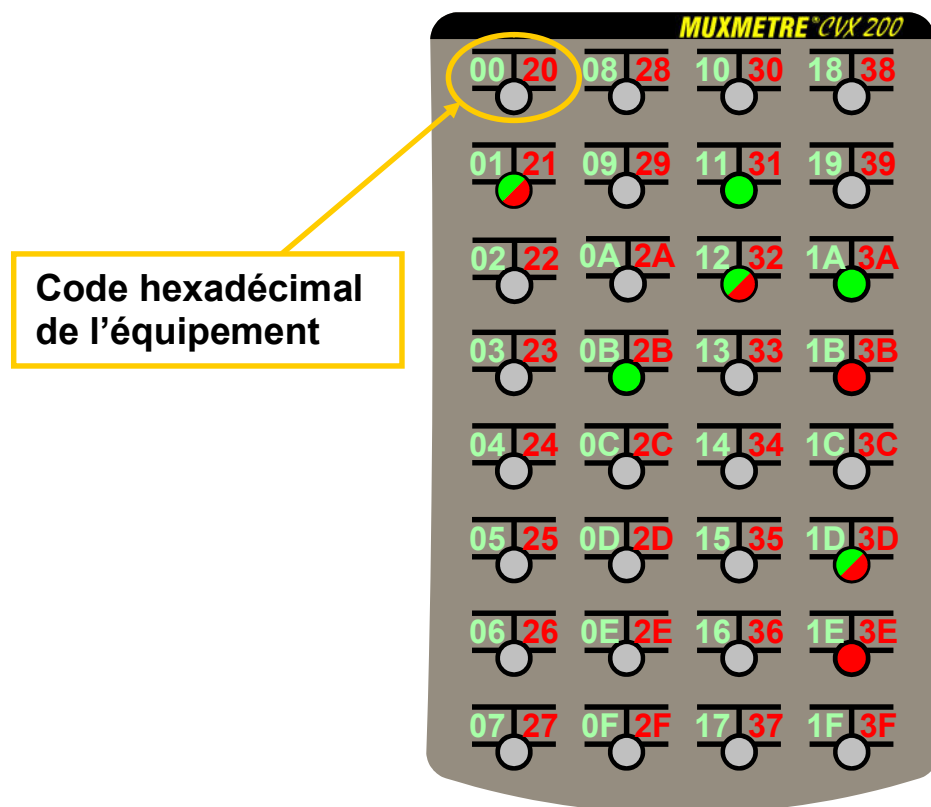 MUXMETRE® CVX 200
00 20 08 28 10 30 18 38
01 21 09 29 11 31 19 39
02 22 0A 2A 12 32 1A 3A
Code hexadécimal
de l’équipement
03 23 0B 2B 13 33 1B 3B
04 24 0C 2C 14 34 1C 3C
05 25 0D 2D 15 35 1D 3D
06 26 0E 2E 16 36 1E 3E
07 27 0F 2F 17 37 1F 3F